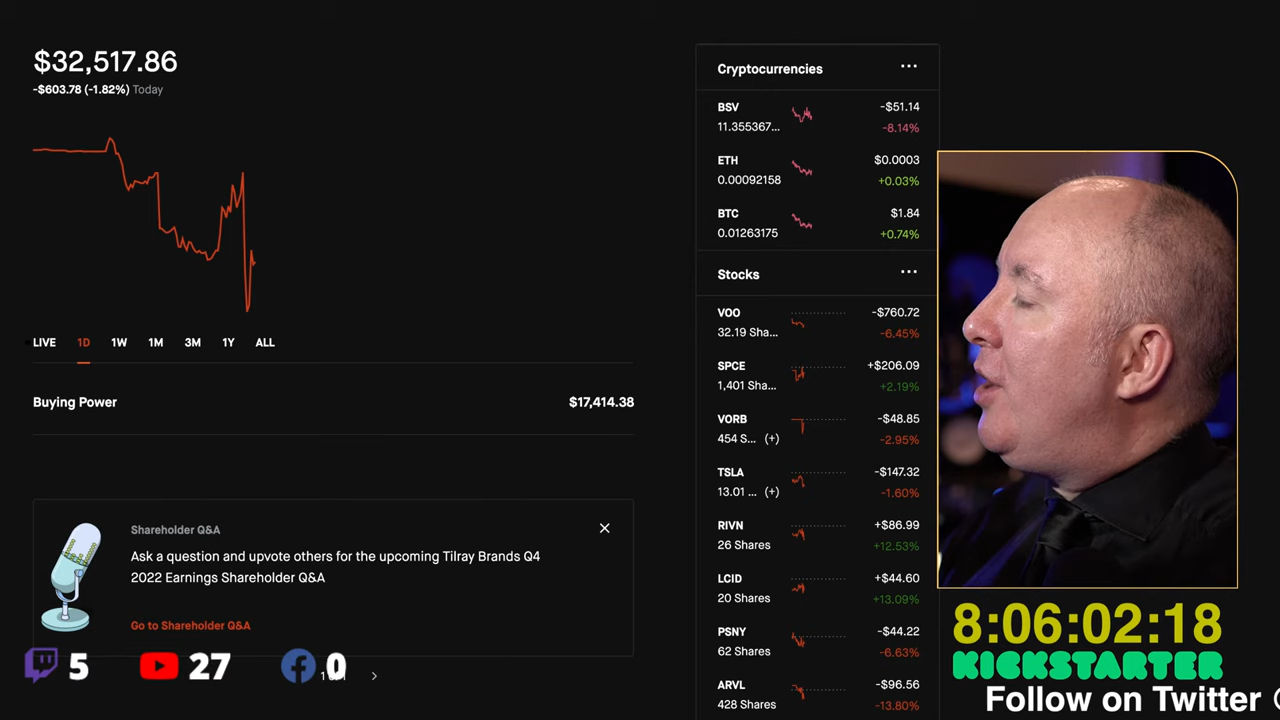 $32,517.86
-$603.78 (-1.82%) Today
LIVE 1D 1W 1M 3M 1Y ALL
Buying Power $17,414.38
Shareholder Q&A
Ask a question and upvote others for the upcoming Tilray Brands Q4
2022 Earnings Shareholder Q&A
Go to Shareholder Q&A
5 27 0
Cryptocurrencies
BSV -$51.14
11.355367... -8.14%
ETH $0.0003
0.00092158 +0.03%
BTC $1.84
0.01263175 +0.74%
Stocks
VOO -$760.72
32.19 Sha... -6.45%
SPCE +$206.09
1,401 Sha... +2.19%
VORB -$48.85
454 S... (+) -2.95%
TSLA -$147.32
13.01 ... (+) -1.60%
RIVN +$86.99
26 Shares +12.53%
LCID +$44.60
20 Shares +13.09%
PSNY -$44.22
62 Shares -6.63%
ARVL -$96.56
428 Shares -13.80%
8:06:02:18
KICKSTARTER
Follow on Twitter